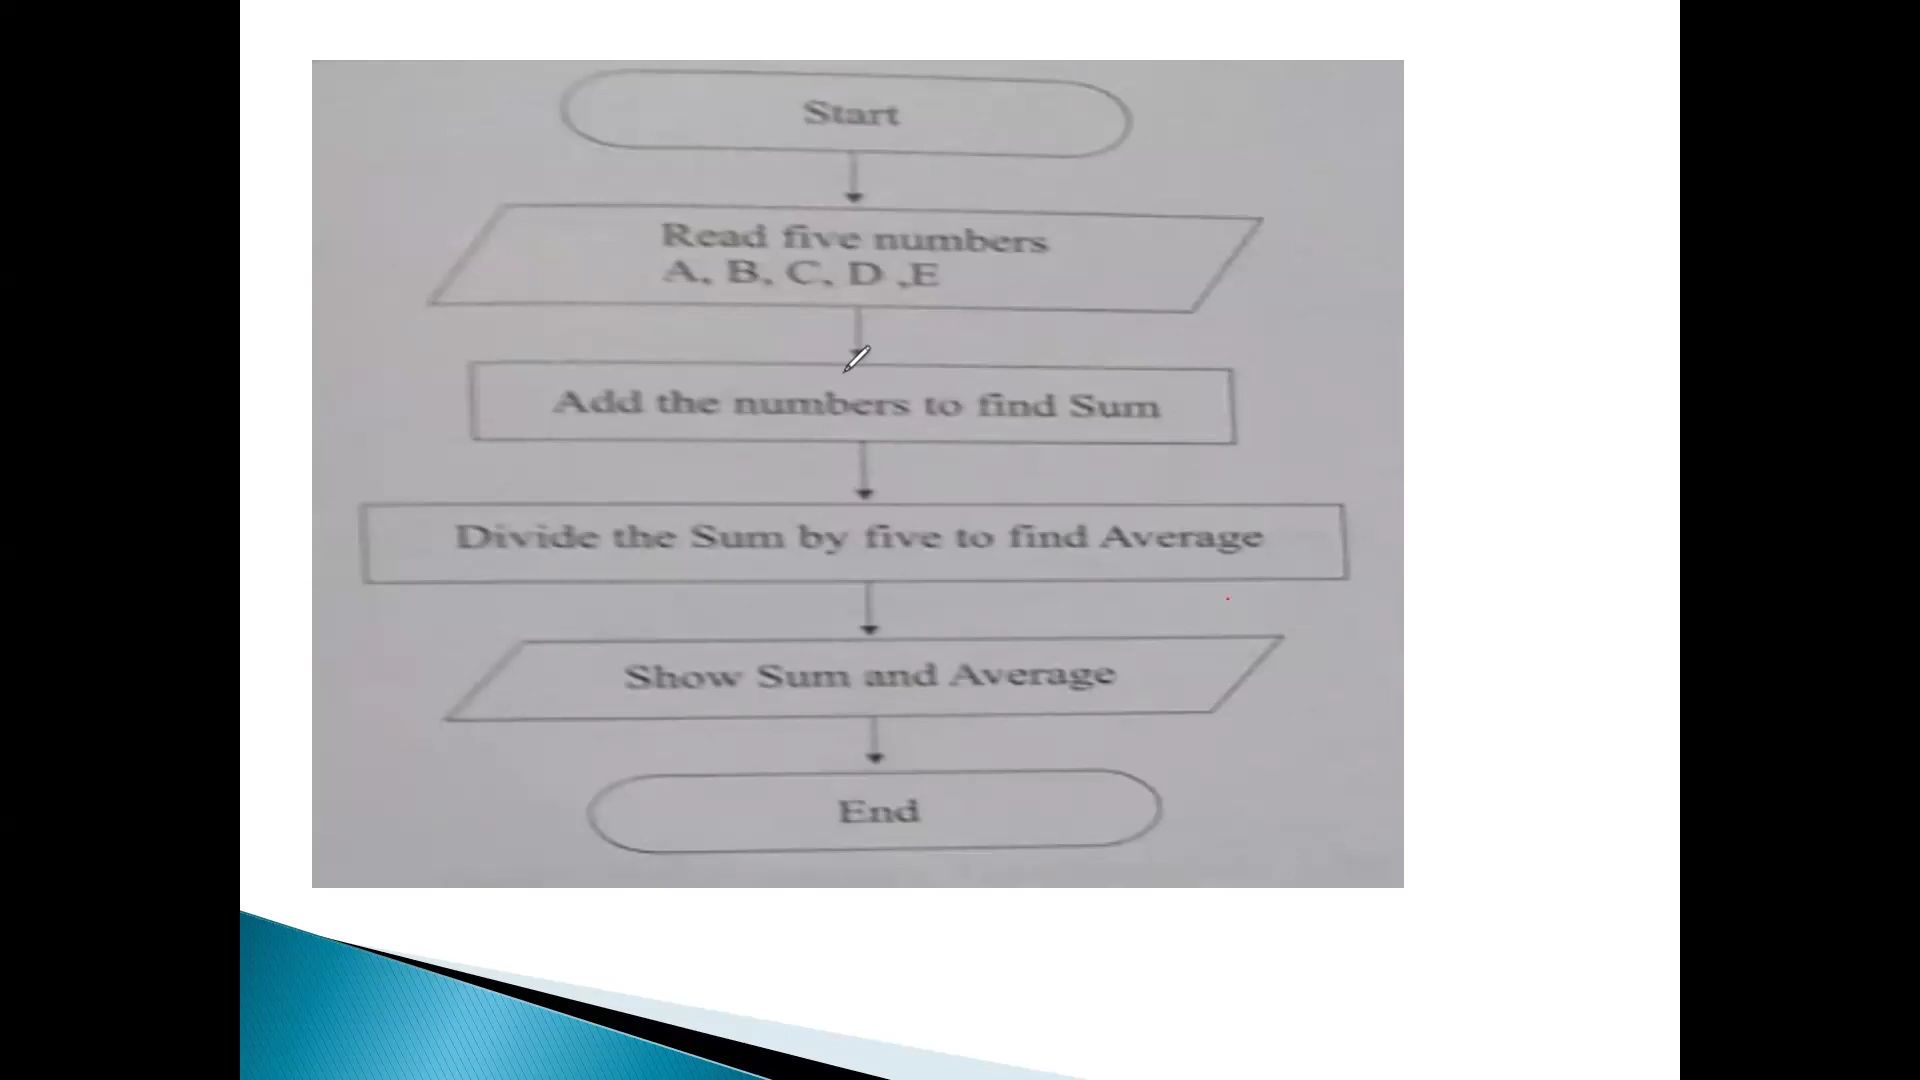 Start
Read five numbers
A, B, C, D ,E
Add the numbers to find Sum
Divide the Sum by five to find Average
Show Sum and Average
End